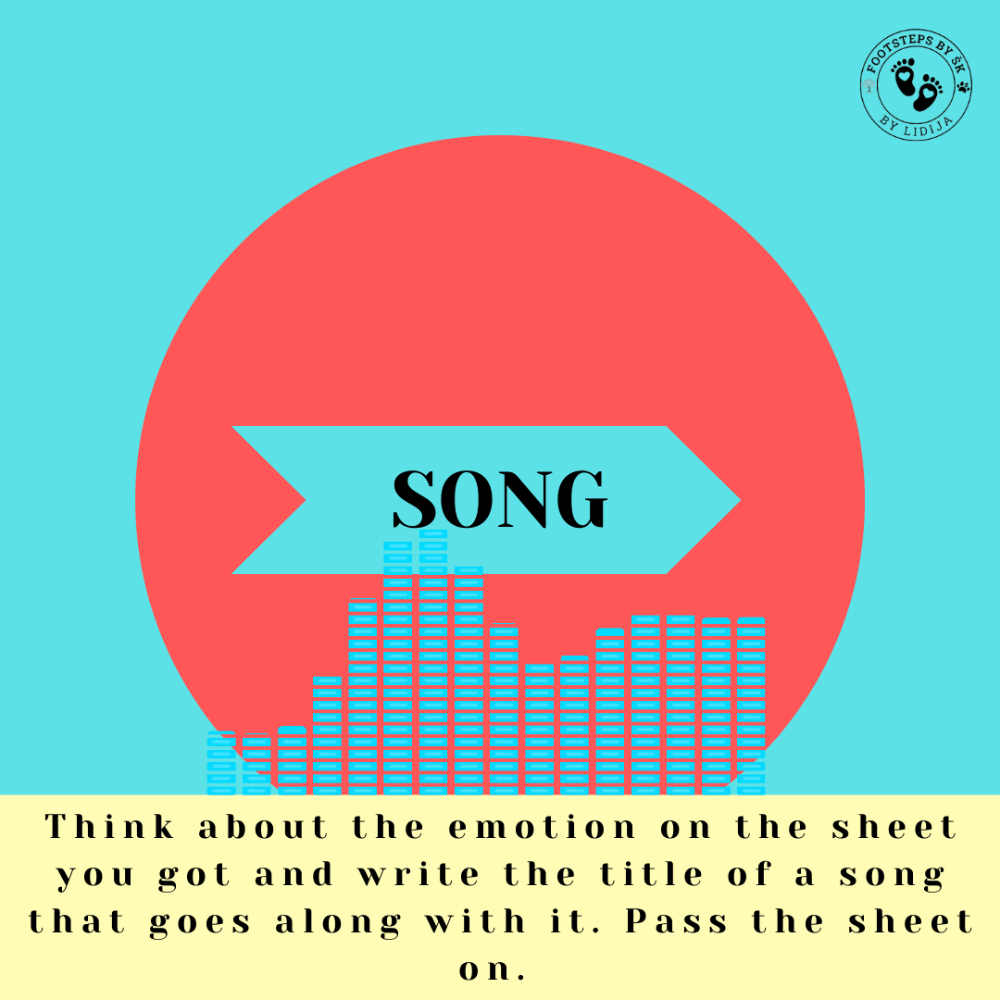 FOOTSTEPS BY ŠK
BY LIDIJA
SONG
Think about the emotion on the sheet
you got and write the title of a song
that goes along with it. Pass the sheet
on.